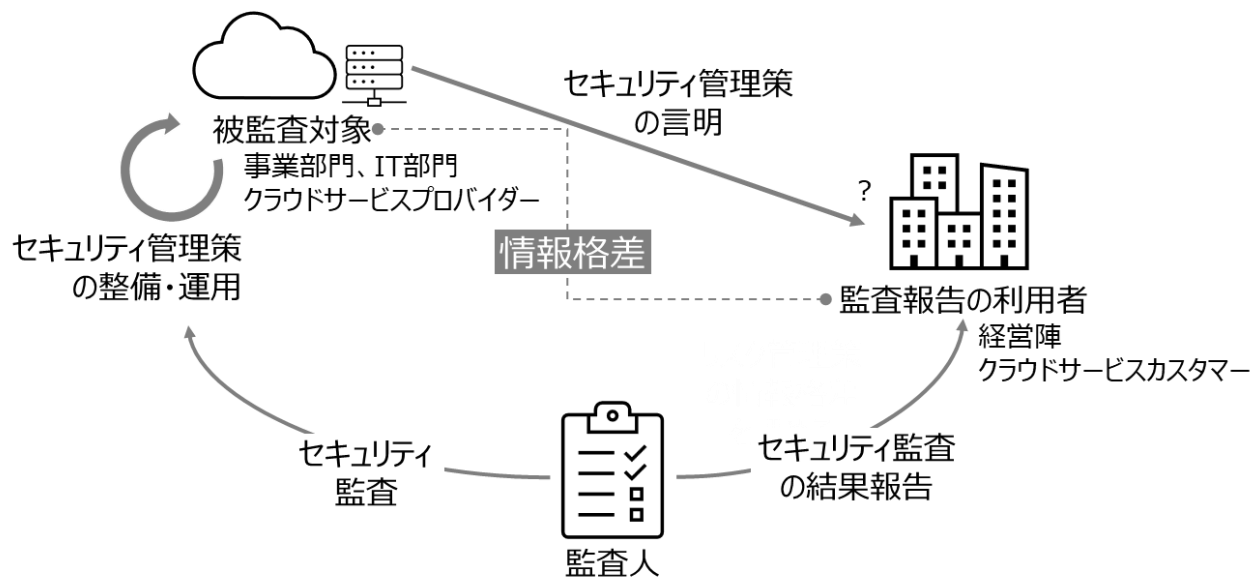 セキュリティ管理策
の言明
被監査対象
事業部門、IT部門
クラウドサービスプロバイダー
?
情報格差
セキュリティ管理策
の整備・運用
監査報告の利用者
経営陣
クラウドサービスカスタマー
セキュリティ
監査
セキュリティ監査
の結果報告
監査人